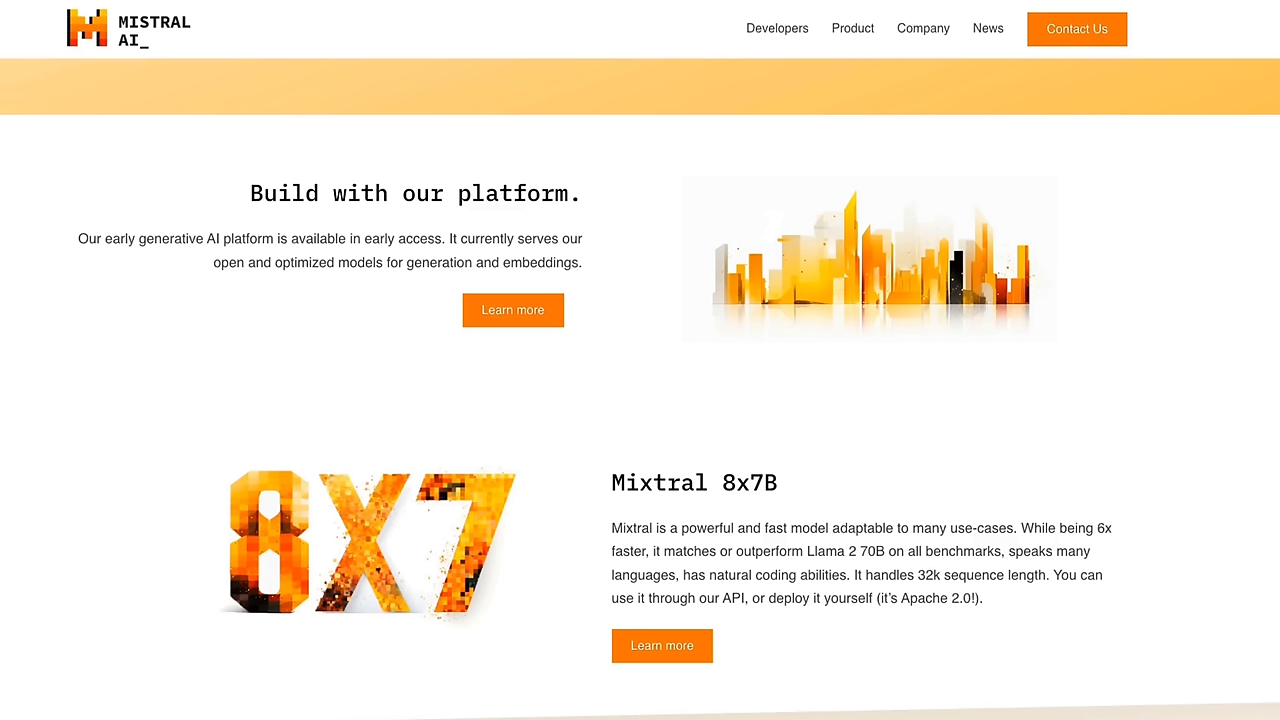 MISTRAL
AI_
Developers Product Company News Contact Us
Build with our platform.
Our early generative AI platform is available in early access. It currently serves our
open and optimized models for generation and embeddings.
Learn more
8X7
Mixtral 8x7B
Mixtral is a powerful and fast model adaptable to many use-cases. While being 6x
faster, it matches or outperform Llama 2 70B on all benchmarks, speaks many
languages, has natural coding abilities. It handles 32k sequence length. You can
use it through our API, or deploy it yourself (it’s Apache 2.0!).
Learn more